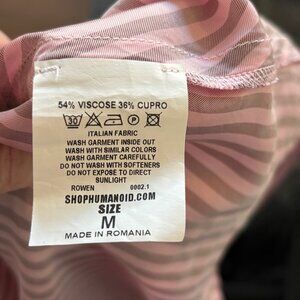 54% VISCOSE 36% CUPRO
30
P
ITALIAN FABRIC
WASH GARMENT INSIDE OUT
WASH WITH SIMILAR COLORS
WASH GARMENT CAREFULLY
DO NOT WASH WITH SOFTENERS
DO NOT EXPOSE TO DIRECT
SUNLIGHT
ROWEN 0002.1
SHOPHUMANOID.COM
SIZE
M
MADE IN ROMANIA